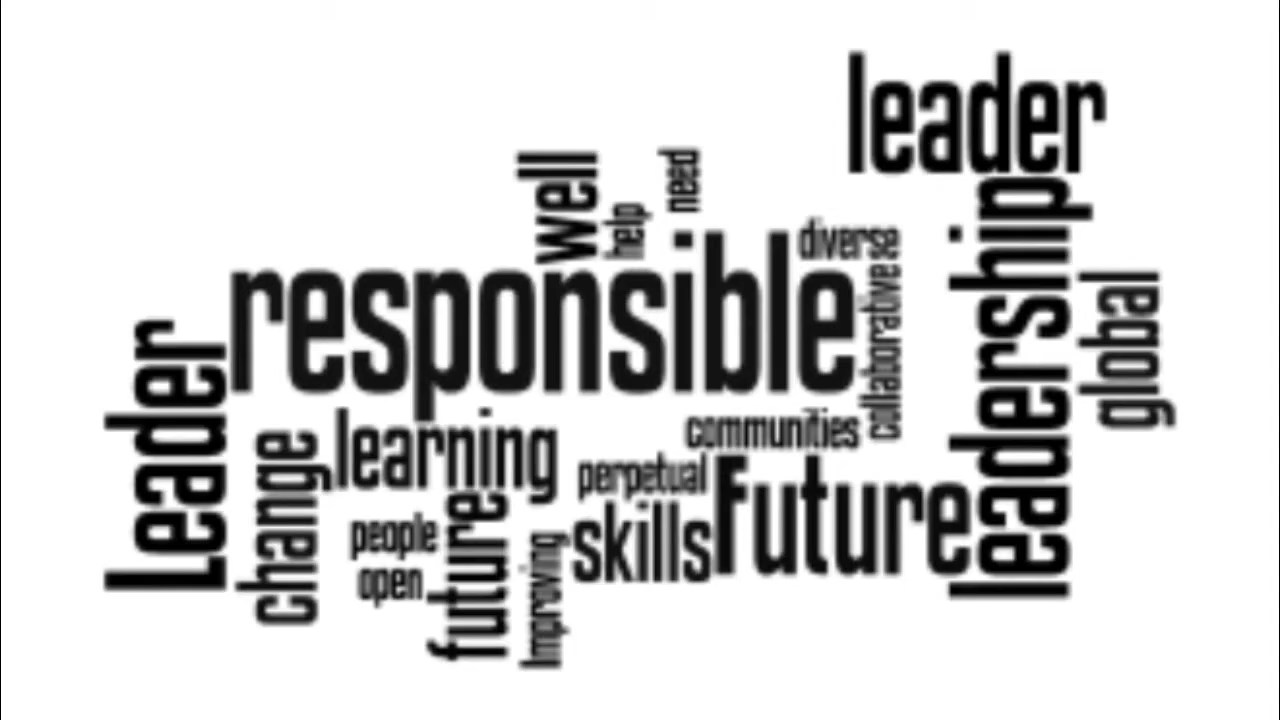 leader
well
help
need
diverse
responsible
collaborative
leadership
global
Leader
change
learning
communities
perpetual
Future
people
open
future
Improving
skills